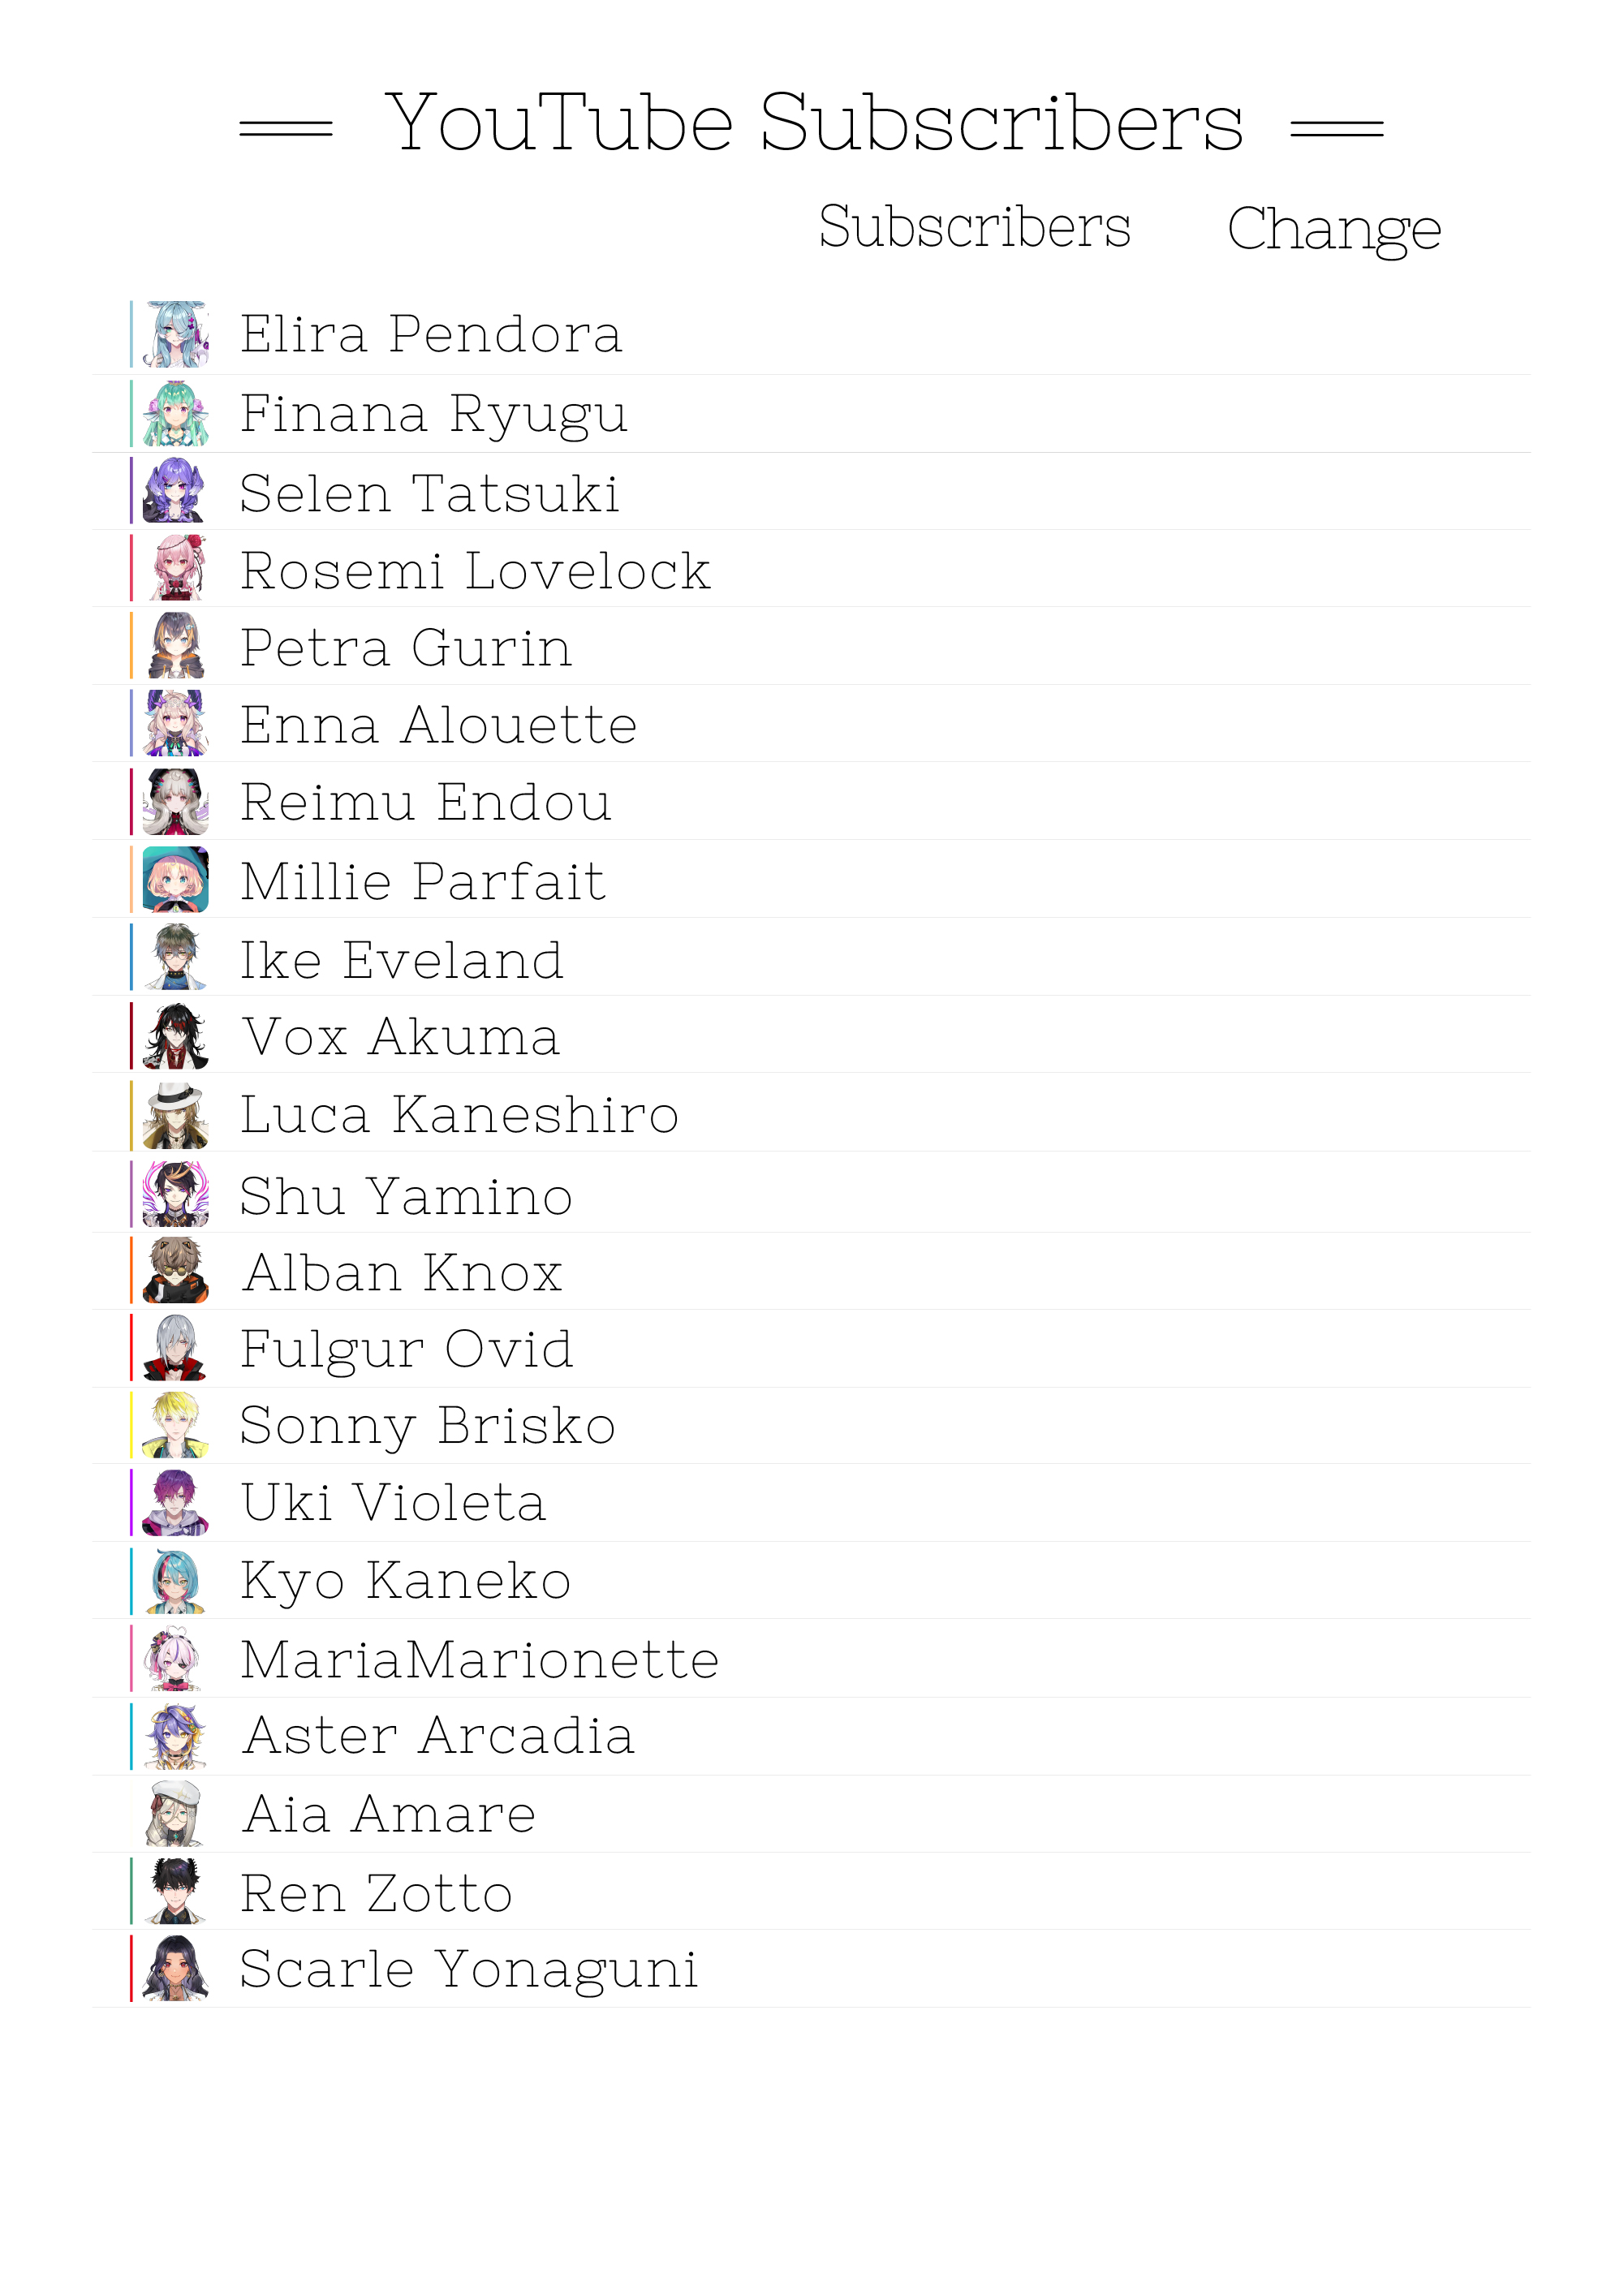 YouTube Subscribers
Subscribers Change
Elira Pendora
Finana Ryugu
Selen Tatsuki
Rosemi Lovelock
Petra Gurin
Enna Alouette
Reimu Endou
Millie Parfait
Ike Eveland
Vox Akuma
Luca Kaneshiro
Shu Yamino
Alban Knox
Fulgur Ovid
Sonny Brisko
Uki Violeta
Kyo Kaneko
MariaMarionette
Aster Arcadia
Aia Amare
Ren Zotto
Scarle Yonaguni